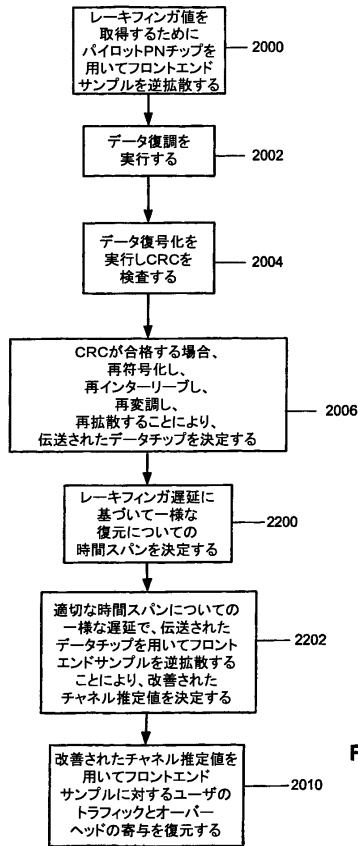 レーキフィンガ値を
取得するために
パイロットPNチップを
用いてフロントエンド
サンプルを逆拡散する
2000
データ復調を
実行する
2002
データ復号化を
実行しCRCを
検査する
2004
CRCが合格する場合、
再符号化し、
再インターリーブし、
再変調し、
再拡散することにより、
伝送されたデータチップを決定する
2006
レーキフィンガ遅延に
基づいて一様な
復元についての
時間スパンを決定する
2200
適切な時間スパンについての
一様な遅延で、伝送された
データチップを用いてフロント
エンドサンプルを逆拡散する
ことにより、改善された
チャネル推定値を決定する
2202
改善されたチャネル推定値を
用いてフロントエンド
サンプルに対するユーザの
トラフィックとオーバー
ヘッドの寄与を復元する
2010
F